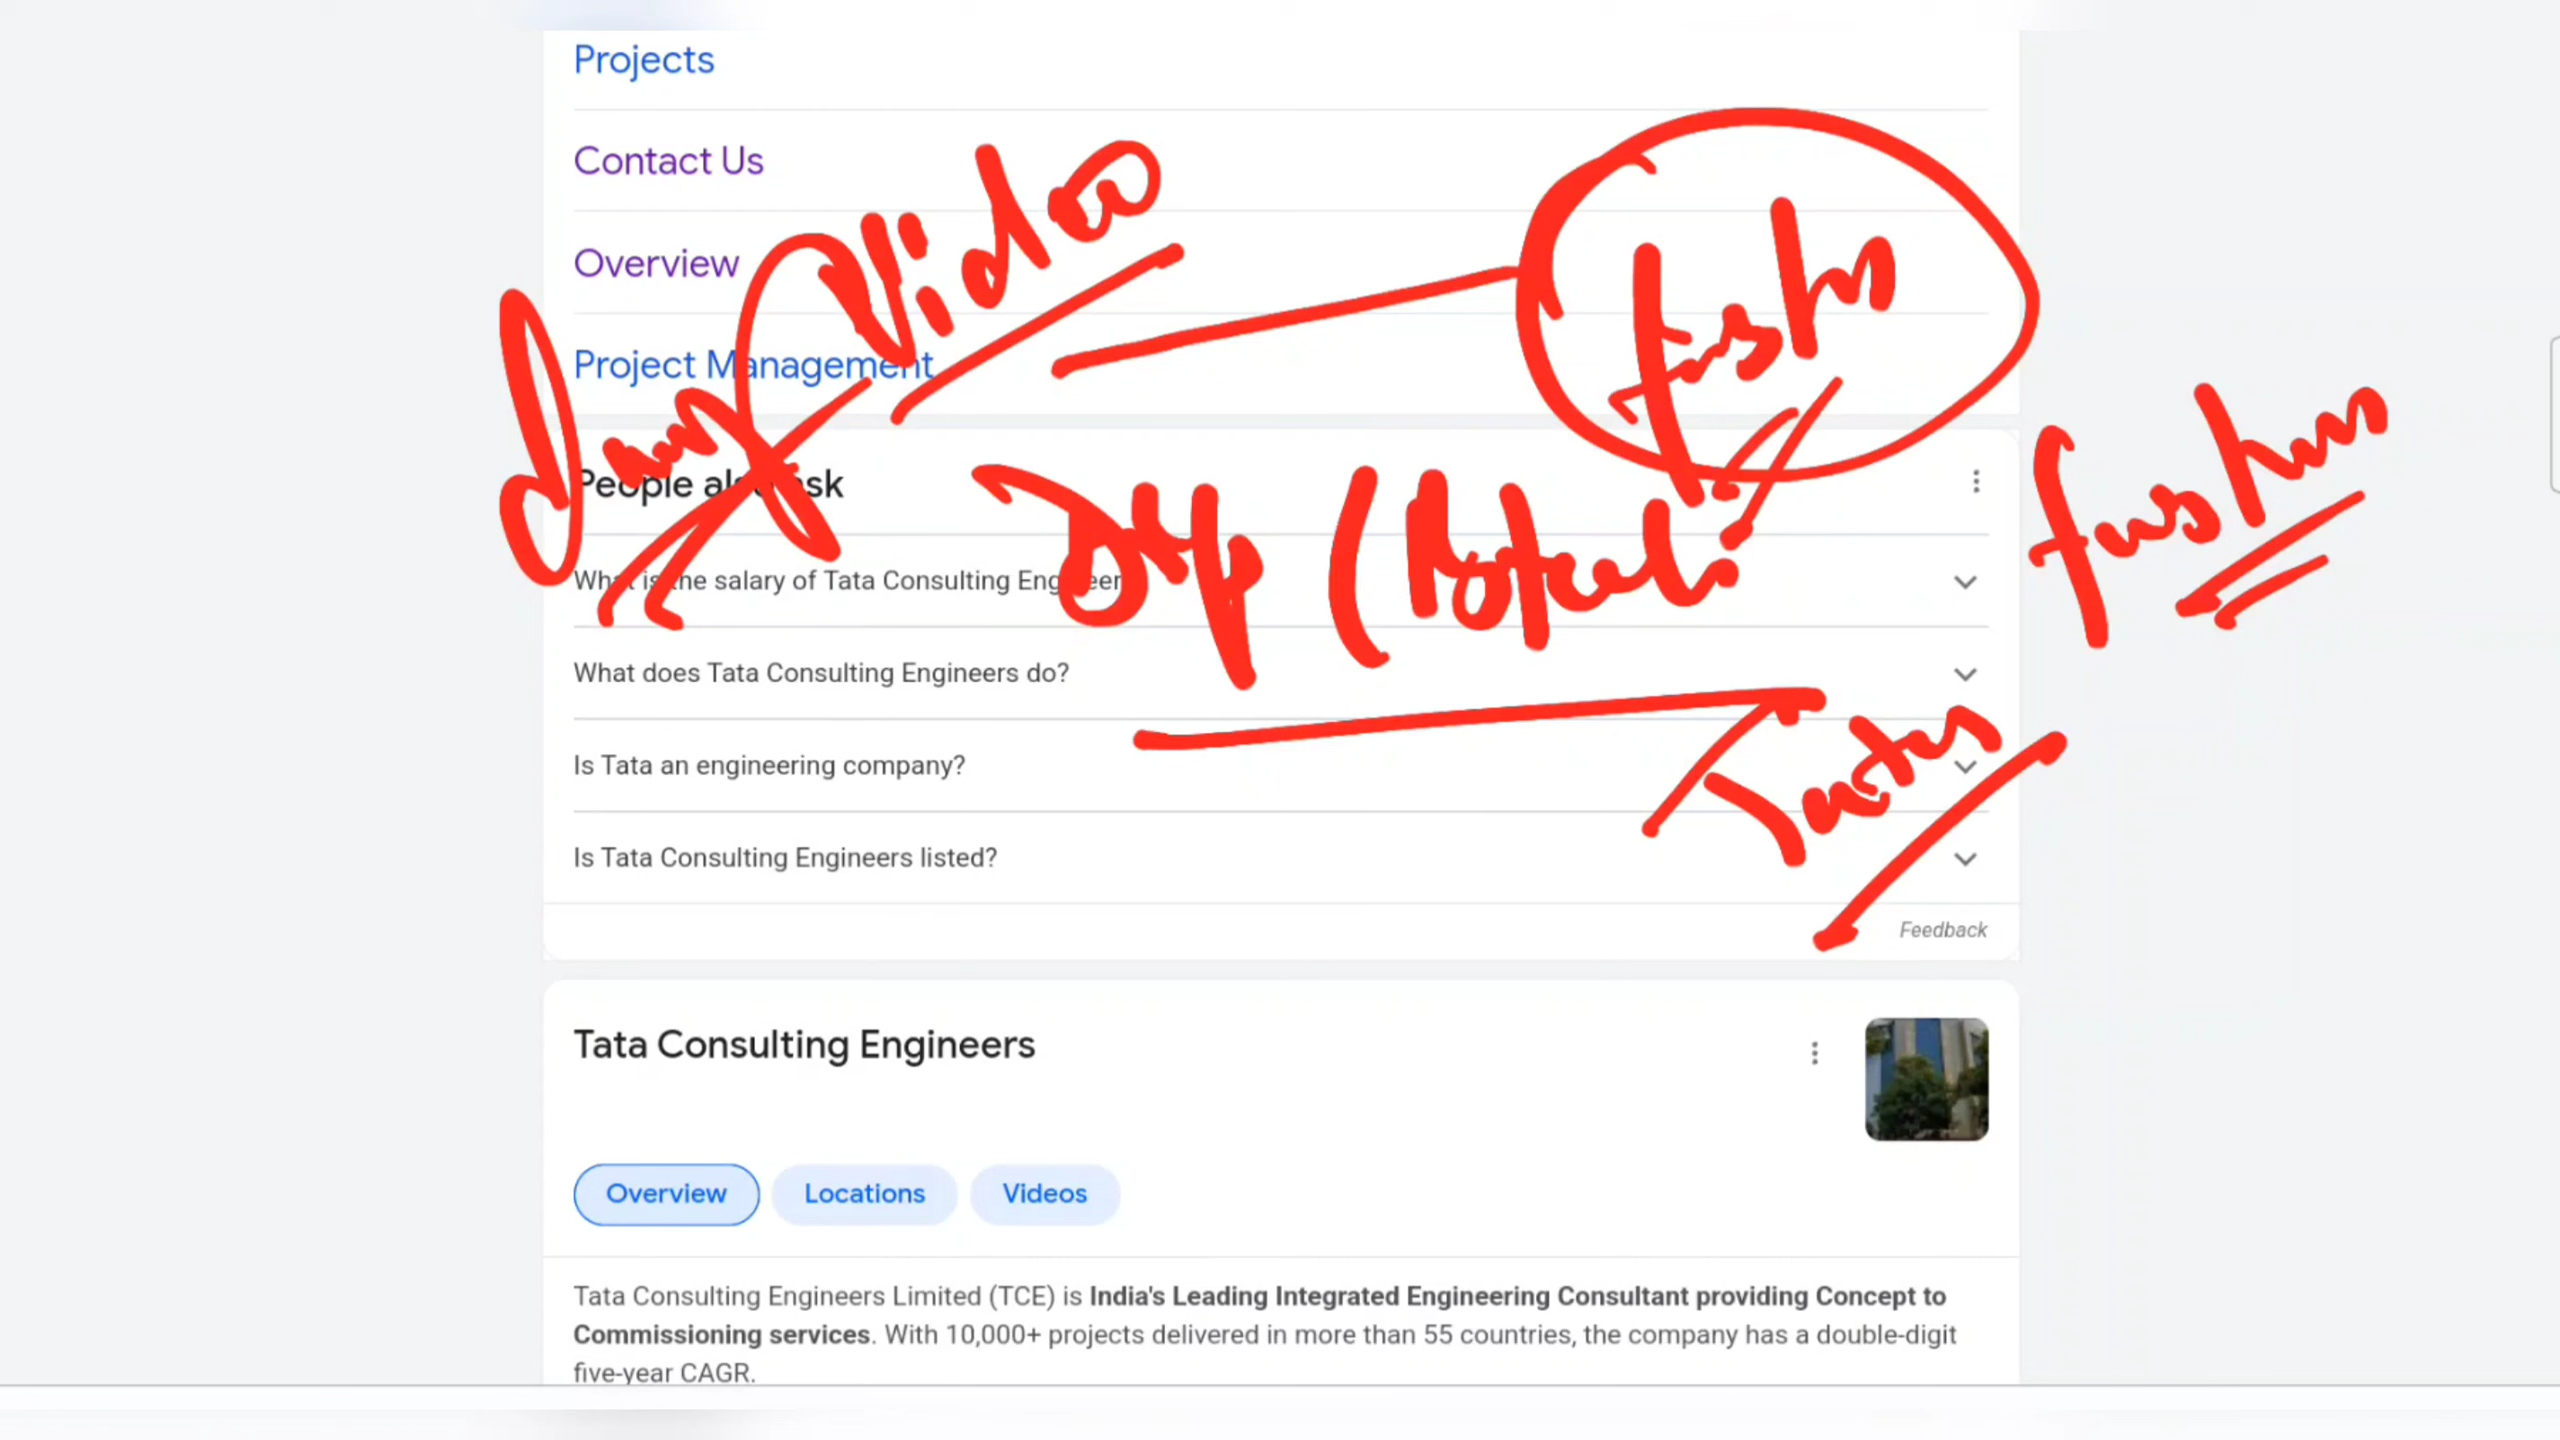 Projects
Contact Us
Video
Overview
Project Management
People also ask
What is the salary of Tata Consulting Engineer
What does Tata Consulting Engineers do?
Is Tata an engineering company?
Is Tata Consulting Engineers listed?
Feedback
Tata Consulting Engineers
Overview Locations Videos
Tata Consulting Engineers Limited (TCE) is India's Leading Integrated Engineering Consultant providing Concept to
Commissioning services. With 10,000+ projects delivered in more than 55 countries, the company has a double-digit
five-year CAGR.